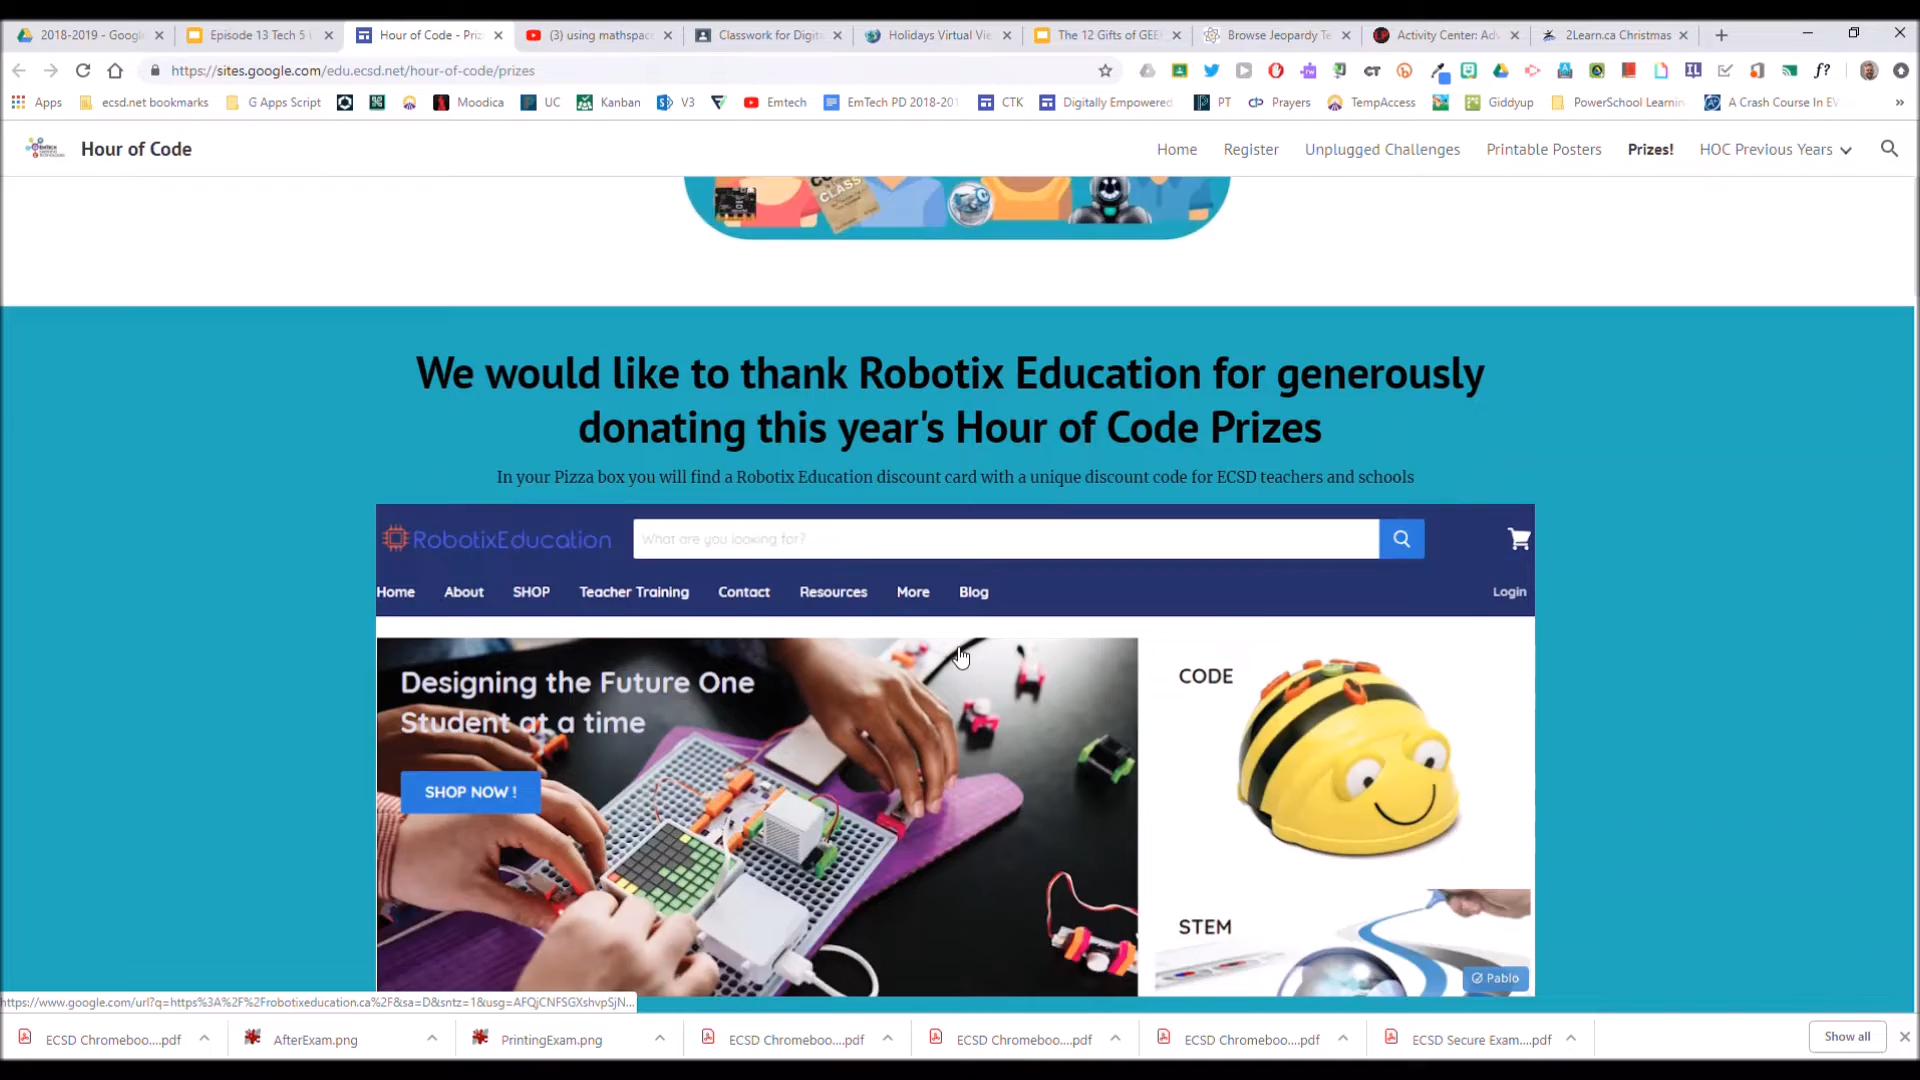 2018-2019 - Google
Episode 13 Tech 5
Hour of Code - Priz
(3) using mathspac
Classwork for Digit
Holidays Virtual Vi
The 12 Gifts of GEE
Browse Jeopardy Te
Activity Center: Ad
2Learn.ca Christmas
https://sites.google.com/edu.ecsd.net/hour-of-code/prizes
Apps
ecsd.net bookmarks
G Apps Script
Moodica
UC
Kanban
V3
Emtech
EmTech PD 2018-201
CTK
Digitally Empowered
PT
Prayers
TempAccess
Giddyup
PowerSchool Learnin
A Crash Course In EV
Hour of Code
Home
Register
Unplugged Challenges
Printable Posters
Prizes!
HOC Previous Years
CLASS
We would like to thank Robotix Education for generously
donating this year's Hour of Code Prizes
In your Pizza box you will find a Robotix Education discount card with a unique discount code for ECSD teachers and schools
RobotixEducation
What are you looking for?
Home
About
SHOP
Teacher Training
Contact
Resources
More
Blog
Login
Designing the Future One
Student at a time
SHOP NOW !
CODE
STEM
Pablo
https://www.google.com/url?q=https%3A%2F%2Frobotixeducation.ca%2F&sa=D&sntz=1&usg=AFQjCNFSGXshvpSjN...
ECSD Chromeboo....pdf
AfterExam.png
PrintingExam.png
ECSD Chromeboo....pdf
ECSD Chromeboo....pdf
ECSD Chromeboo....pdf
ECSD Secure Exam....pdf
Show all